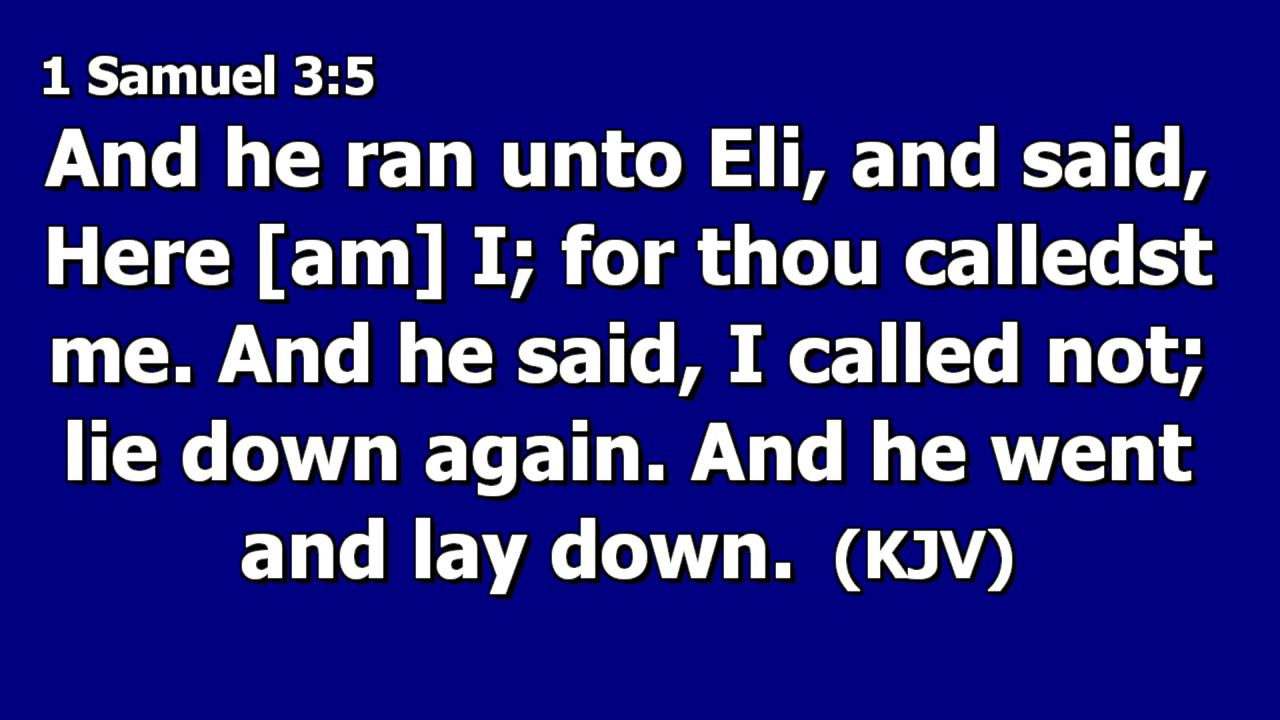 1 Samuel 3:5
And he ran unto Eli, and said,
Here [am] I; for thou calledst
me. And he said, I called not;
lie down again. And he went
and lay down. (KJV)